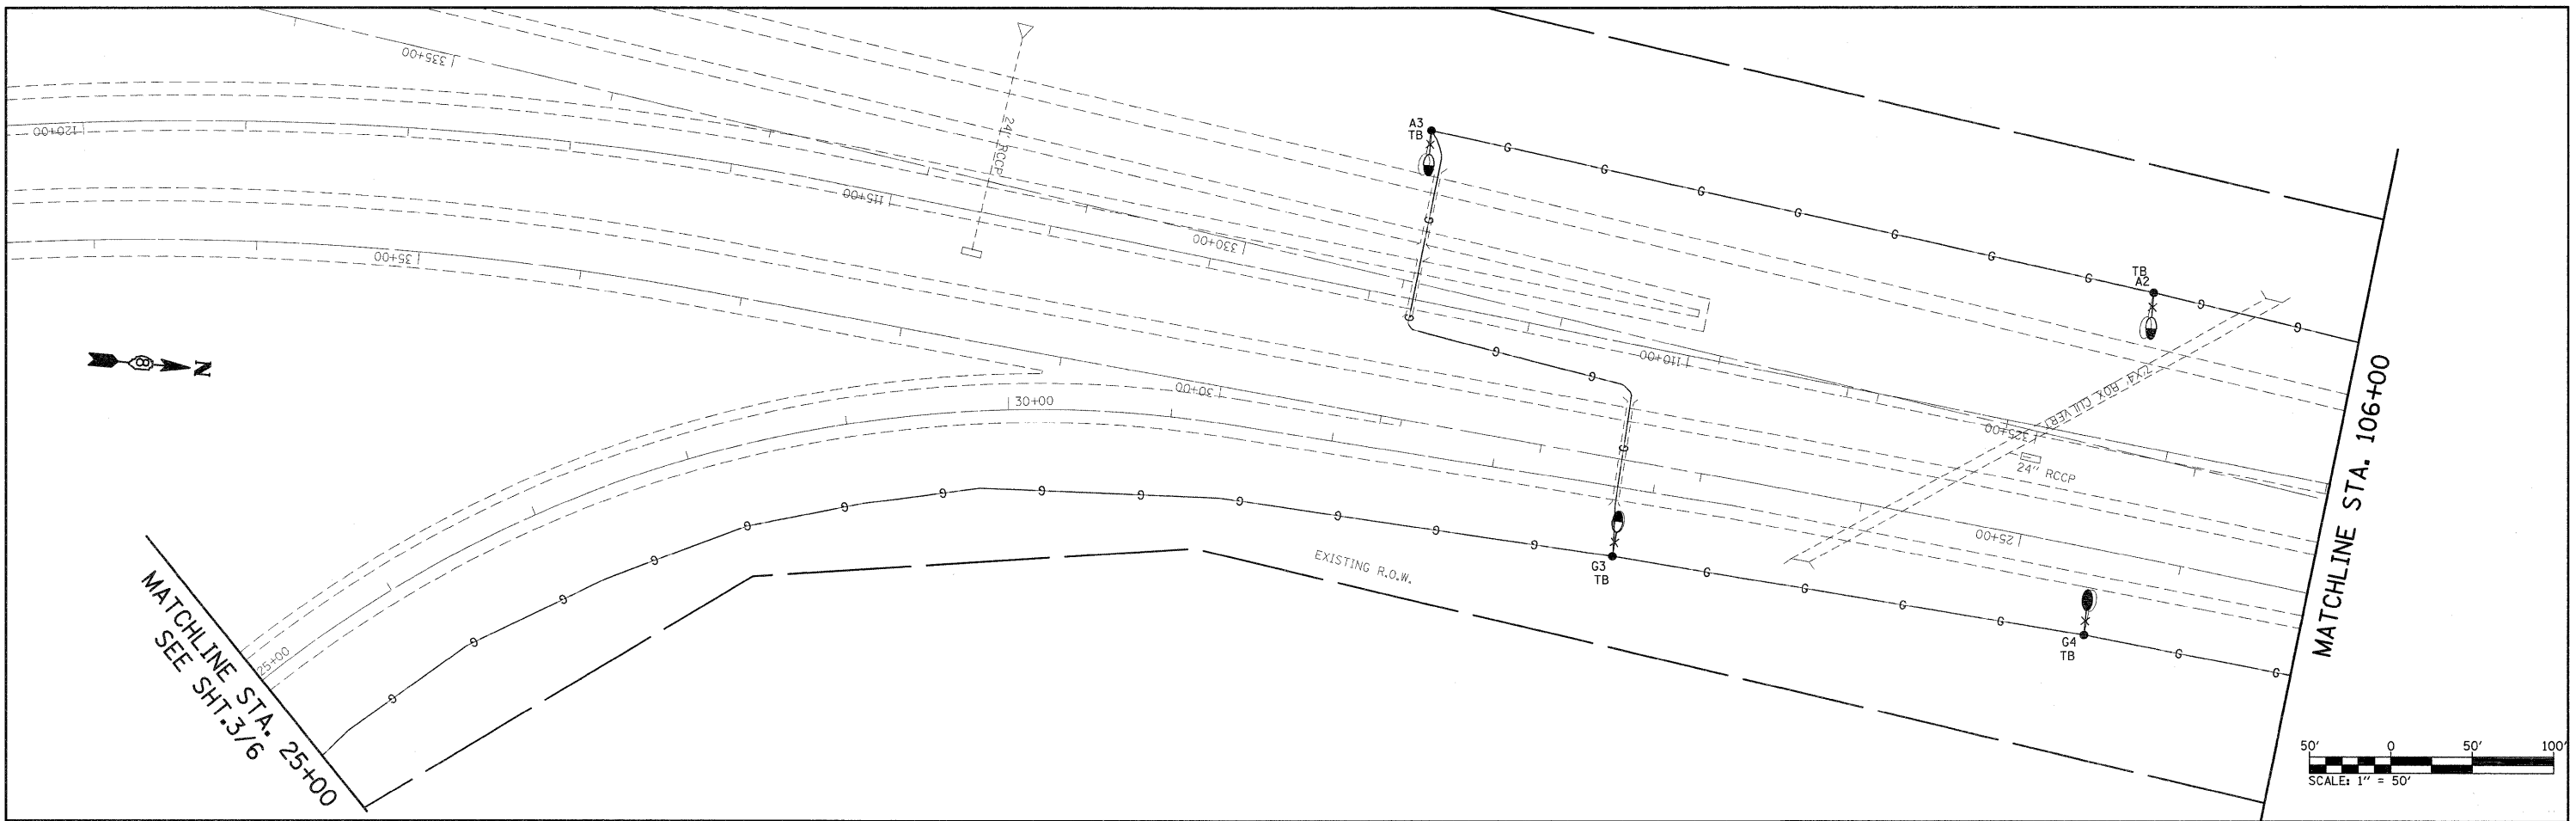 335+00
120+00
24" RCCP
115+00
A3
TB
330+00
35+00
TB
A2
N
110+00
7'X4' BOX CULVERT
30+00
30+00
325+00
24" RCCP
MATCHLINE STA. 106+00
25+00
EXISTING R.O.W.
G3
TB
G4
TB
25+00
MATCHLINE STA. 25+00
SEE SHT.3/6
G G G G G G G G G
G G G G G
G G G G G G G G G G G G G G G G G G
50' 0 50' 100'
SCALE: 1" = 50'